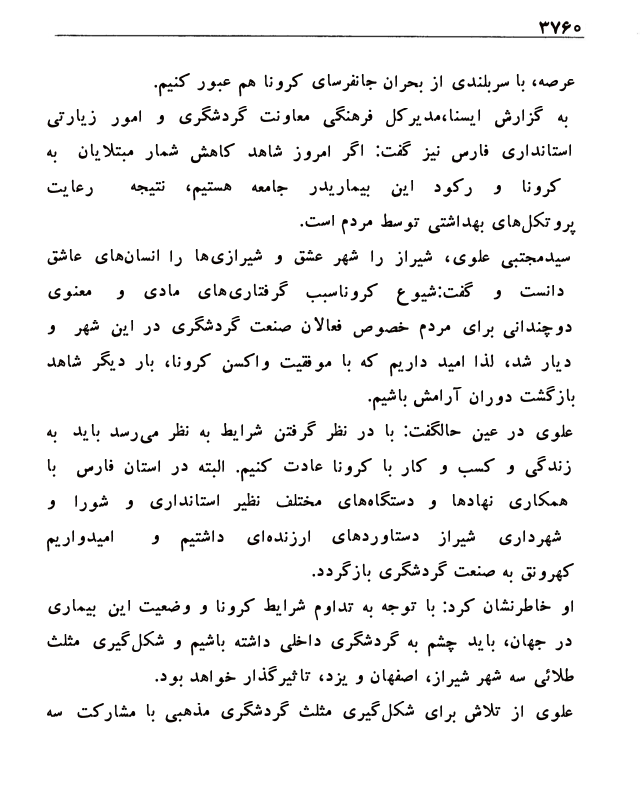 ۳۷۶۰
عرصه، با سربلندی از بحران جانفرسای کرونا هم عبور کنیم.
به گزارش ایسنا،مدیرکل فرهنگی معاونت گردشگری و امور زیارتی
استانداری فارس نیز گفت: اگر امروز شاهد کاهش شمار مبتلایان به
کرونا و رکود این بیماریدر جامعه هستیم، نتیجه رعایت
پروتکل‌های بهداشتی توسط مردم است.
سیدمجتبی علوی، شیراز را شهر عشق و شیرازی‌ها را انسان‌های عاشق
دانست و گفت:شیوع کروناسبب گرفتاری‌های مادی و معنوی
دوچندانی برای مردم خصوص فعالان صنعت گردشگری در این شهر و
دیار شد، لذا امید داریم که با موفقیت واکسن کرونا، بار دیگر شاهد
بازگشت دوران آرامش باشیم.
علوی در عین حالگفت: با در نظر گرفتن شرایط به نظر می‌رسد باید به
زندگی و کسب و کار با کرونا عادت کنیم. البته در استان فارس با
همکاری نهادها و دستگاه‌های مختلف نظیر استانداری و شورا و
شهرداری شیراز دستاوردهای ارزنده‌ای داشتیم و امیدواریم
کهرونق به صنعت گردشگری بازگردد.
او خاطرنشان کرد: با توجه به تداوم شرایط کرونا و وضعیت این بیماری
در جهان، باید چشم به گردشگری داخلی داشته باشیم و شکل‌گیری مثلث
طلائی سه شهر شیراز، اصفهان و یزد، تاثیرگذار خواهد بود.
علوی از تلاش برای شکل‌گیری مثلث گردشگری مذهبی با مشارکت سه